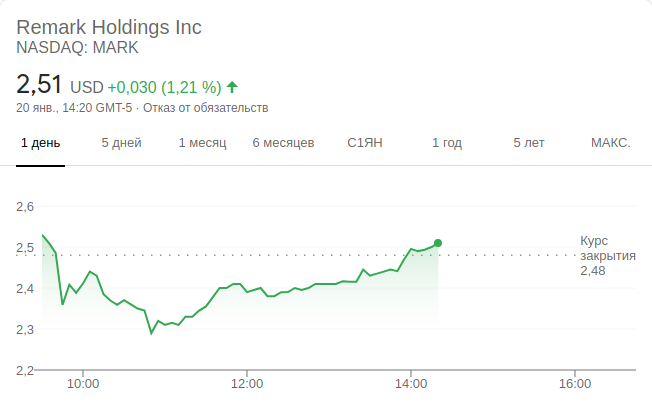 Remark Holdings Inc
NASDAQ: MARK
2,51 USD +0,030 (1,21 %)
20 янв., 14:20 GMT-5 · Отказ от обязательств
1 день 5 дней 1 месяц 6 месяцев С1ЯН 1 год 5 лет МАКС.
2,6
2,5
2,4
2,3
2,2
Курс
закрытия
2,48
10:00 12:00 14:00 16:00